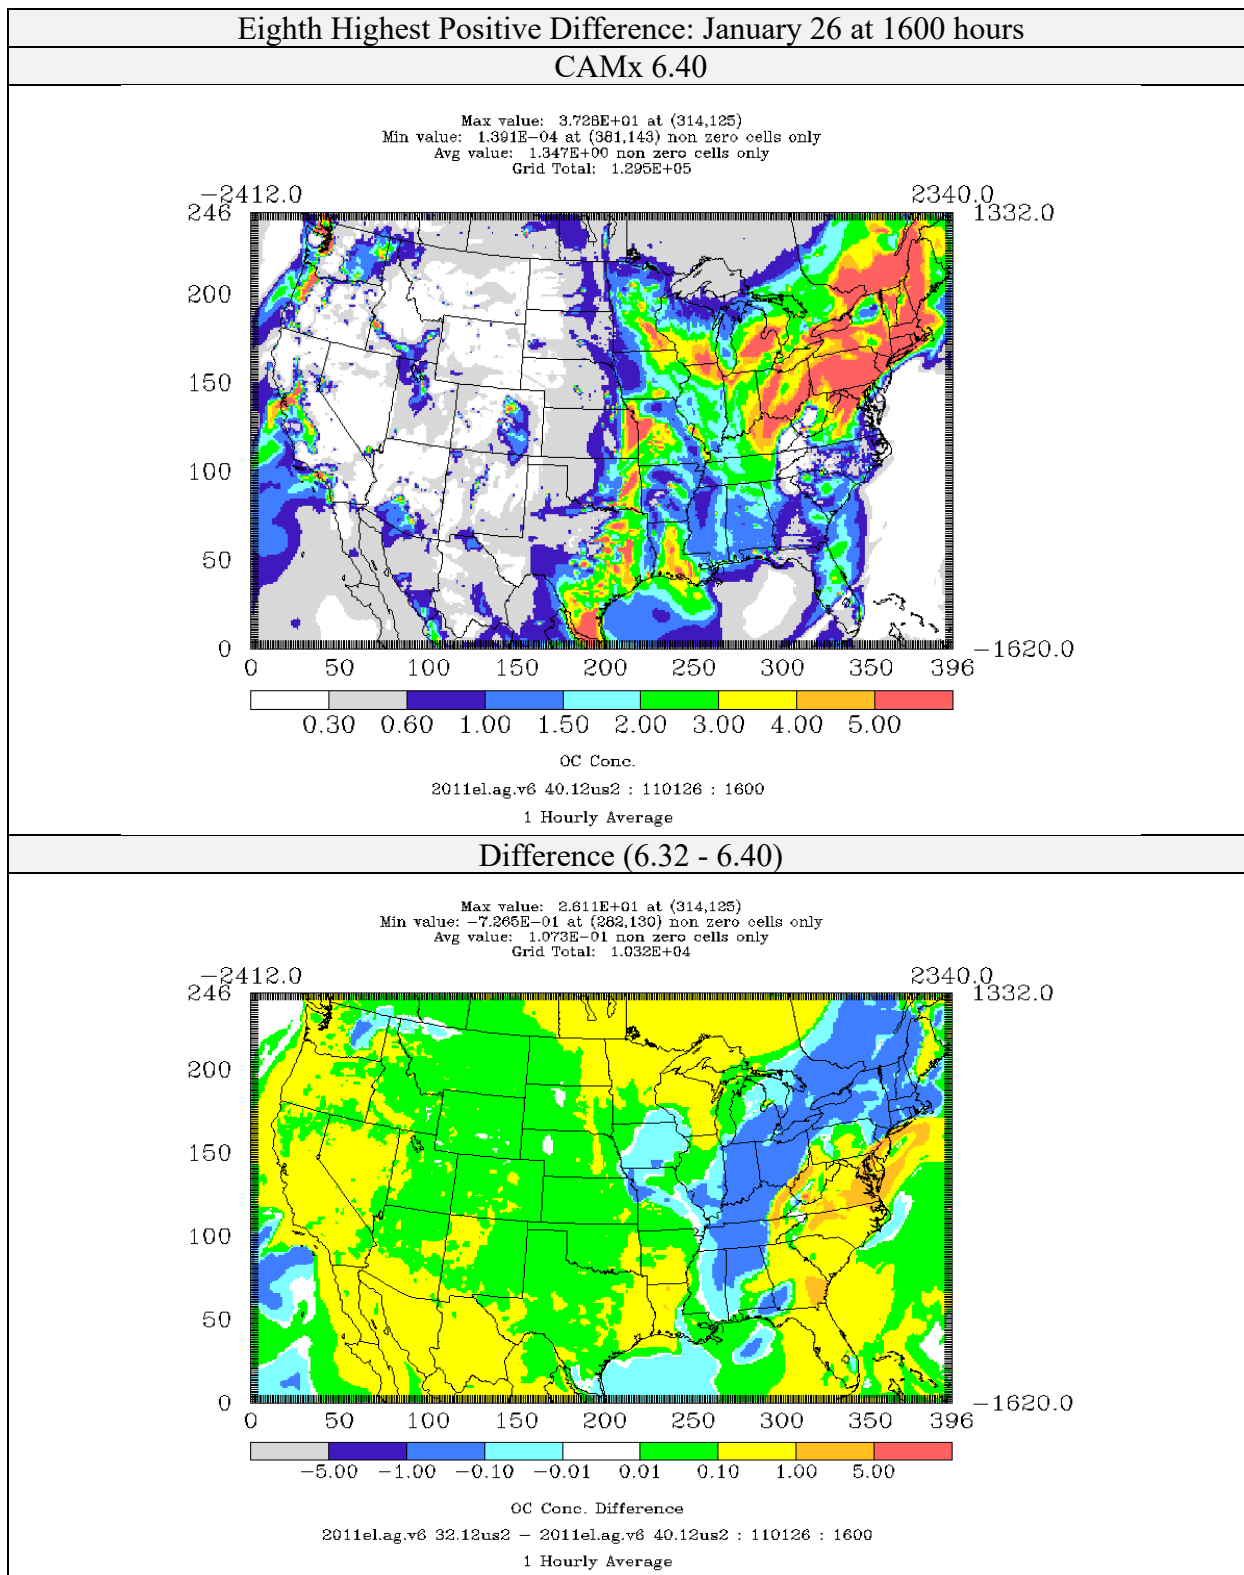 Eighth Highest Positive Difference: January 26 at 1600 hours
CAMx 6.40
Max value: 3.728E+01 at (314,125)
Min value: 1.391E-04 at (381,143) non zero cells only
Avg value: 1.347E+00 non zero cells only
Grid Total: 1.295E+05
-2412.0 2340.0
246 1332.0
200
150
100
50
0 -1620.0
0 50 100 150 200 250 300 350 396
0.30 0.60 1.00 1.50 2.00 3.00 4.00 5.00
OC Conc.
2011el.ag.v6 40.12us2 : 110126 : 1600
1 Hourly Average
Difference (6.32 - 6.40)
Max value: 2.611E+01 at (314,125)
Min value: -7.265E-01 at (282,130) non zero cells only
Avg value: 1.073E-01 non zero cells only
Grid Total: 1.032E+04
-2412.0 2340.0
246 1332.0
200
150
100
50
0 -1620.0
0 50 100 150 200 250 300 350 396
-5.00 -1.00 -0.10 -0.01 0.01 0.10 1.00 5.00
OC Conc. Difference
2011el.ag.v6 32.12us2 - 2011el.ag.v6 40.12us2 : 110126 : 1600
1 Hourly Average